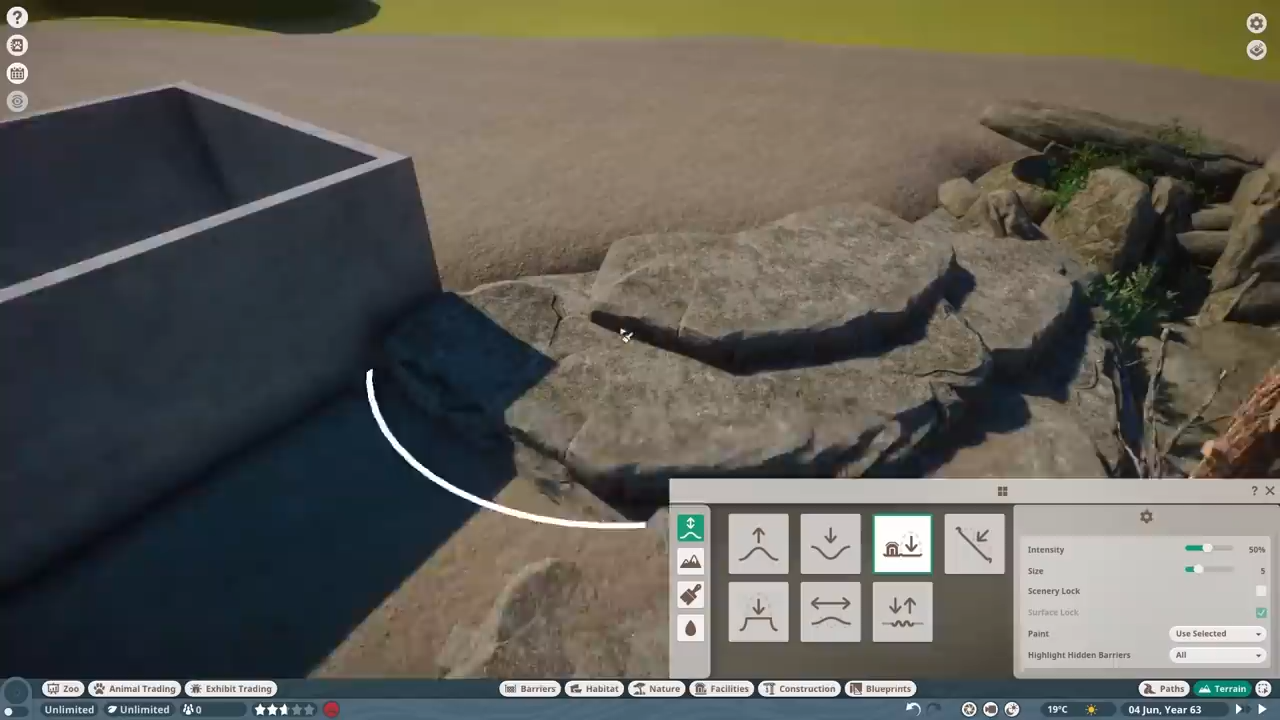 ?
? ×
Intensity 50%
Size 5
Scenery Lock
Surface Lock
Paint Use Selected
Highlight Hidden Barriers All
Zoo Animal Trading Exhibit Trading Barriers Habitat Nature Facilities Construction Blueprints Paths Terrain
Unlimited Unlimited 0 19°C 04 Jun, Year 63